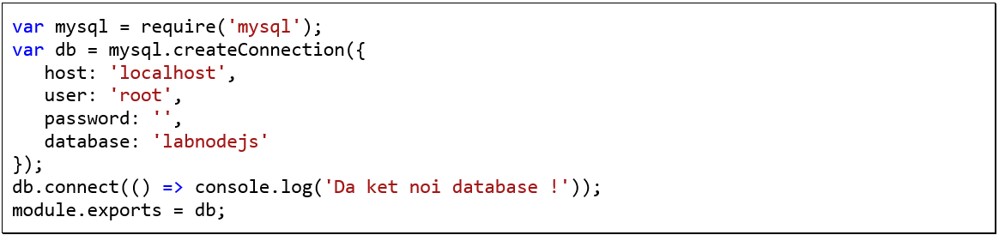 var mysql = require('mysql');
var db = mysql.createConnection({
   host: 'localhost',
   user: 'root',
   password: '',
   database: 'labnodejs'
});
db.connect(() => console.log('Da ket noi database !'));
module.exports = db;